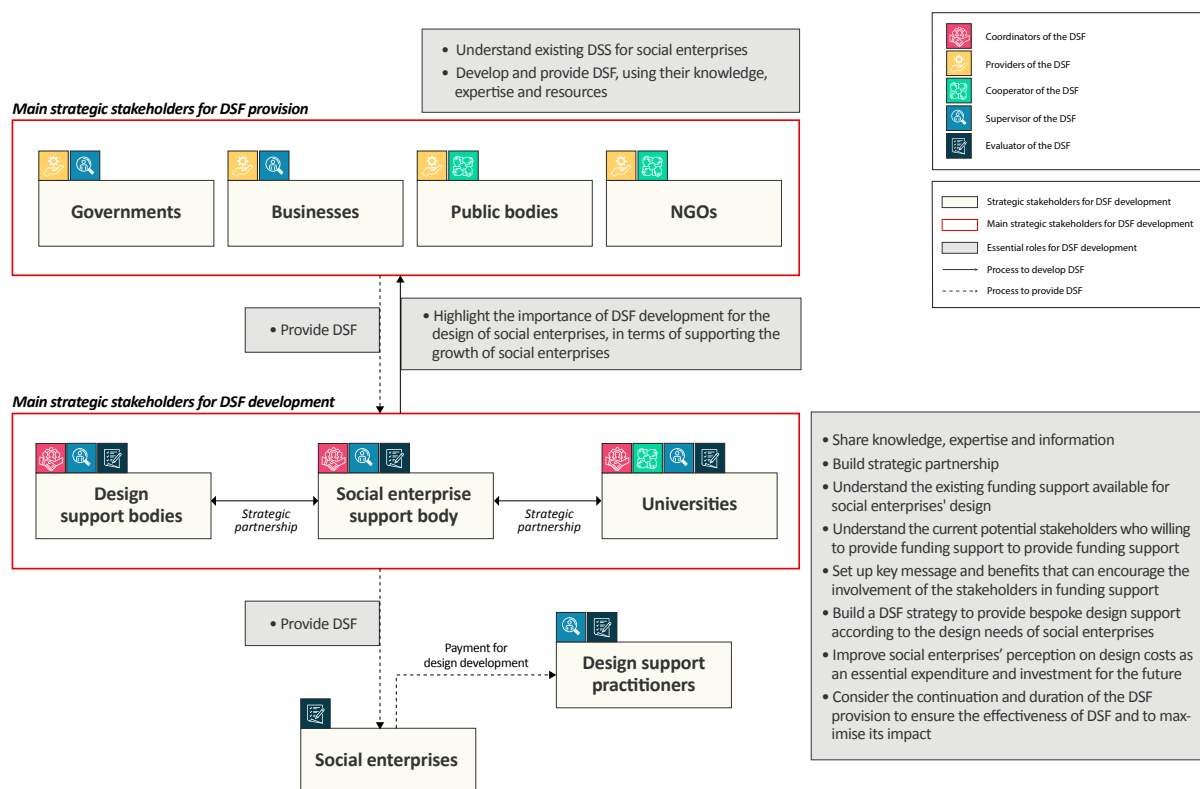 • Understand existing DSS for social enterprises
• Develop and provide DSF, using their knowledge,
expertise and resources
Coordinators of the DSF
Providers of the DSF
Cooperator of the DSF
Supervisor of the DSF
Evaluator of the DSF
Main strategic stakeholders for DSF provision
Governments
Businesses
Public bodies
NGOs
Strategic stakeholders for DSF development
Main strategic stakeholders for DSF development
Essential roles for DSF development
Process to develop DSF
Process to provide DSF
• Provide DSF
• Highlight the importance of DSF development for the
design of social enterprises, in terms of supporting the
growth of social enterprises
Main strategic stakeholders for DSF development
Design
support bodies
Strategic
partnership
Social enterprise
support body
Strategic
partnership
Universities
• Share knowledge, expertise and information
• Build strategic partnership
• Understand the existing funding support available for
social enterprises' design
• Understand the current potential stakeholders who willing
to provide funding support to provide funding support
• Set up key message and benefits that can encourage the
involvement of the stakeholders in funding support
• Build a DSF strategy to provide bespoke design support
according to the design needs of social enterprises
• Improve social enterprises’ perception on design costs as
an essential expenditure and investment for the future
• Consider the continuation and duration of the DSF
provision to ensure the effectiveness of DSF and to max-
imise its impact
• Provide DSF
Payment for
design development
Design support
practitioners
Social enterprises